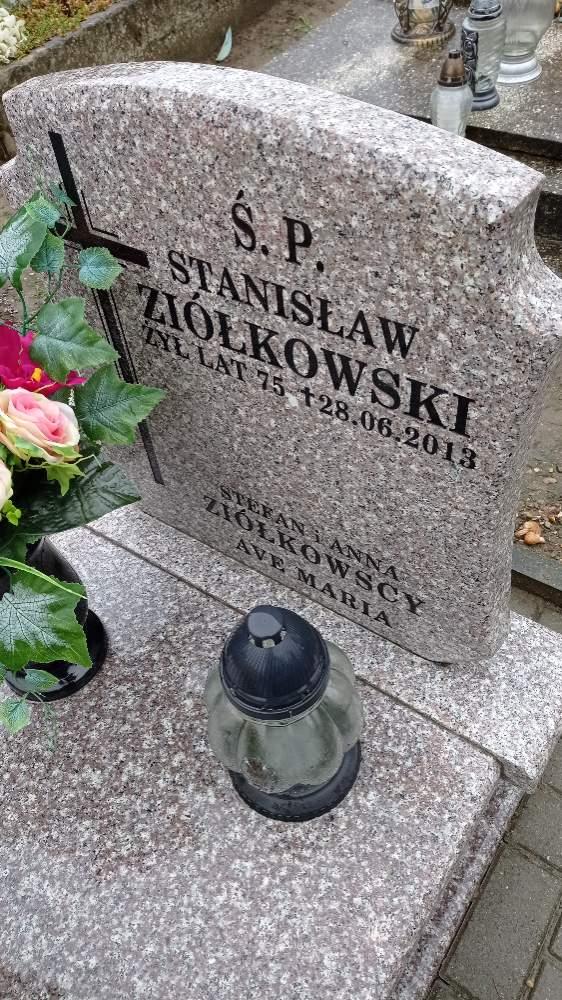 Ś. P.
STANISŁAW
ZIÓŁKOWSKI
ŻYŁ LAT 75 †28.06.2013
STEFAN i ANNA
ZIÓŁKOWSCY
AVE MARIA